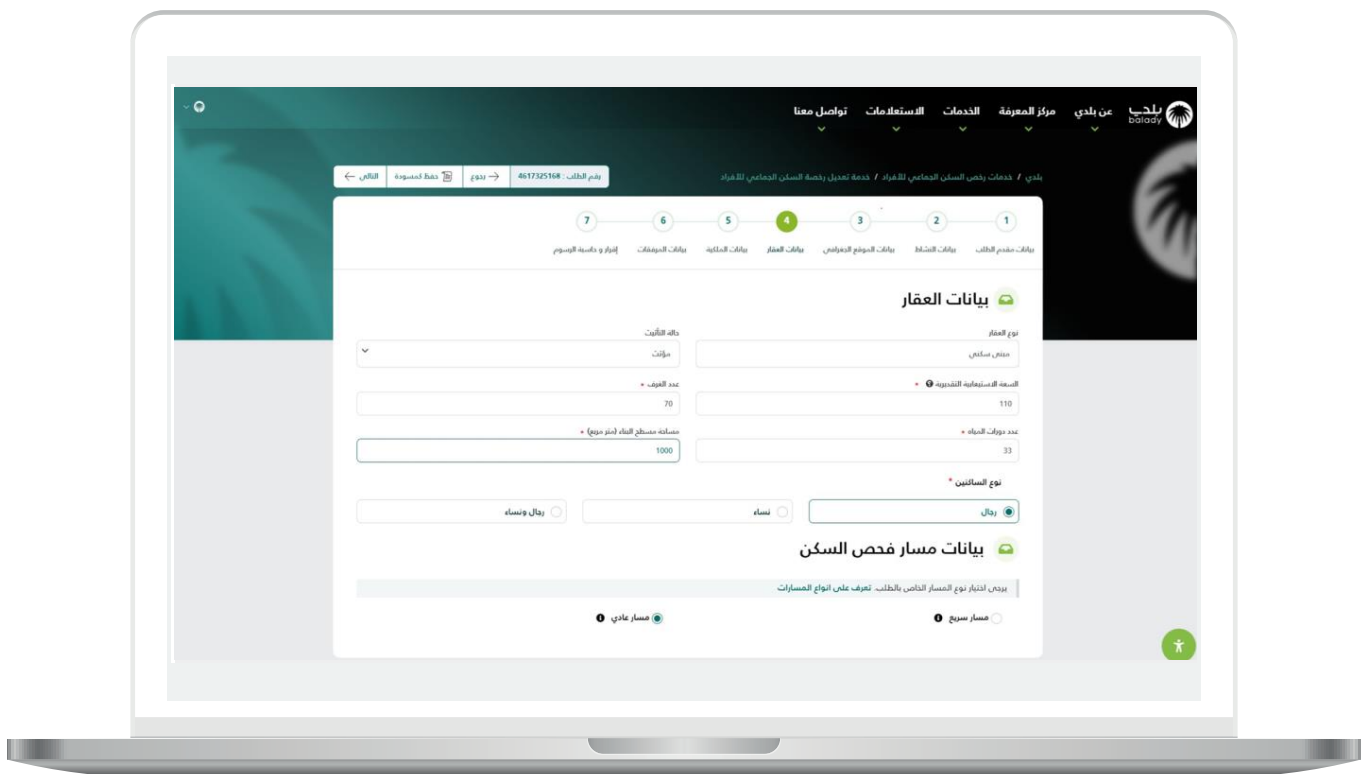 بلدي
balady
عن بلدي مركز المعرفة الخدمات الاستعلامات تواصل معنا
بلدي / خدمات رخص السكن الجماعي للأفراد / خدمة تعديل رخصة السكن الجماعي للأفراد
رقم الطلب : 4617325168
رجوع
حفظ كمسودة
التالي
1 2 3 4 5 6 7
بيانات مقدم الطلب بيانات النشاط بيانات الموقع الجغرافي بيانات العقار بيانات الملكية بيانات المرفقات إقرار و حاسبة الرسوم
بيانات العقار
نوع العقار حالة التأثيث
مبنى سكني مؤثث
السعة الاستيعابية التقديرية * عدد الغرف *
110 70
عدد دورات المياه * مساحة مسطح البناء (متر مربع) *
33 1000
نوع الساكنين *
رجال نساء رجال ونساء
بيانات مسار فحص السكن
يرجى اختيار نوع المسار الخاص بالطلب. تعرف على انواع المسارات
مسار سريع مسار عادي